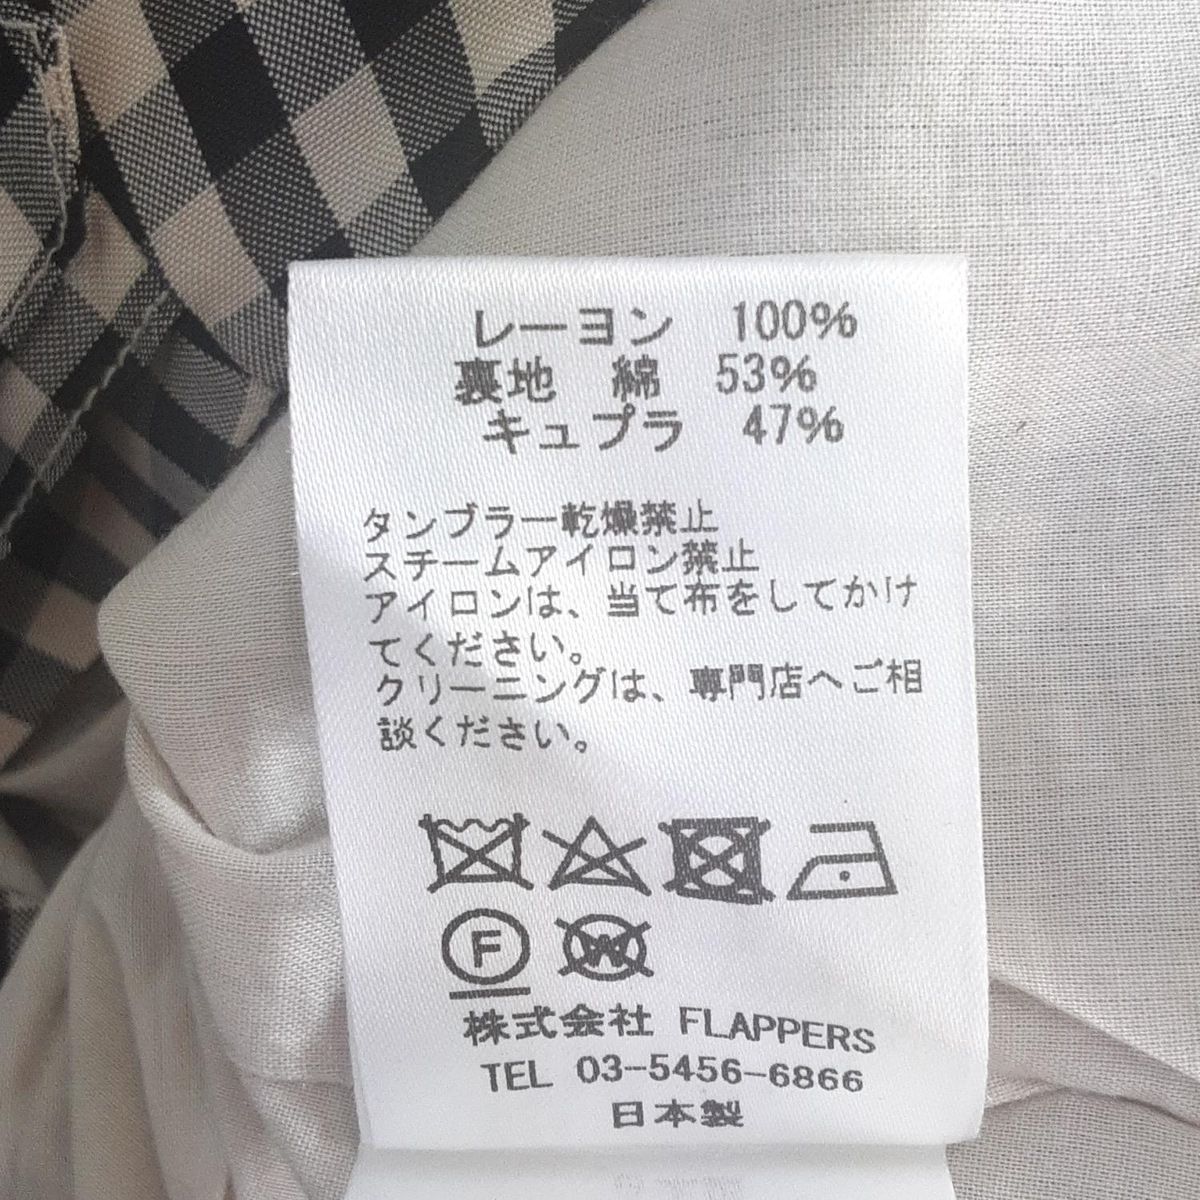 レーヨン 100%
裏地 綿 53%
キュプラ 47%
タンブラー乾燥禁止
スチームアイロン禁止
アイロンは、当て布をしてかけ
てください。
クリーニングは、専門店へご相
談ください。
F W
株式会社 FLAPPERS
TEL 03-5456-6866
日本製